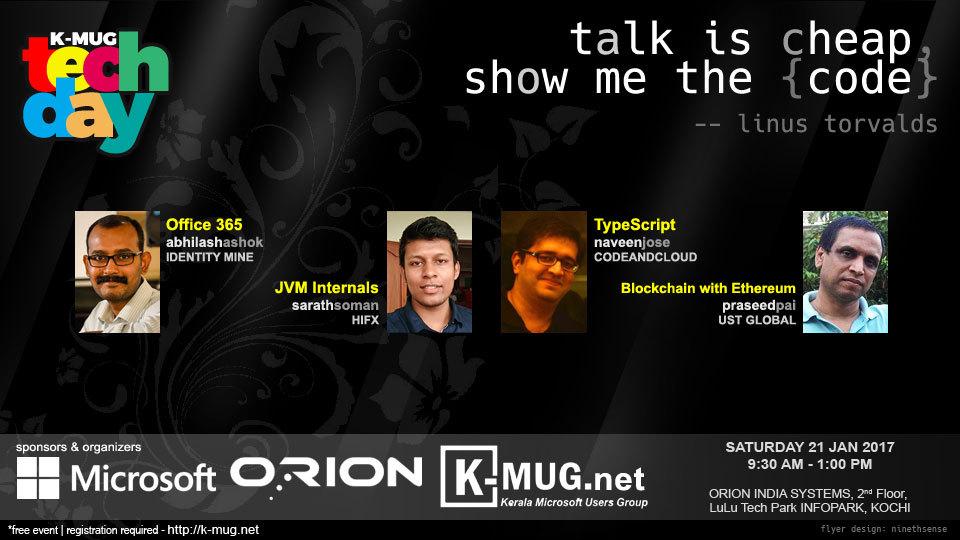 K-MUG
tech
day
talk is cheap,
show me the {code}
-- linus torvalds
Office 365
abhilashashok
IDENTITY MINE
JVM Internals
sarathsoman
HIFX
TypeScript
naveenjose
CODEANDCLOUD
Blockchain with Ethereum
praseedpai
UST GLOBAL
sponsors & organizers
Microsoft
ORION
K-MUG.net
Kerala Microsoft Users Group
SATURDAY 21 JAN 2017
9:30 AM - 1:00 PM
ORION INDIA SYSTEMS, 2nd Floor,
LuLu Tech Park INFOPARK, KOCHI
*free event | registration required - http://k-mug.net
flyer design: ninethsense